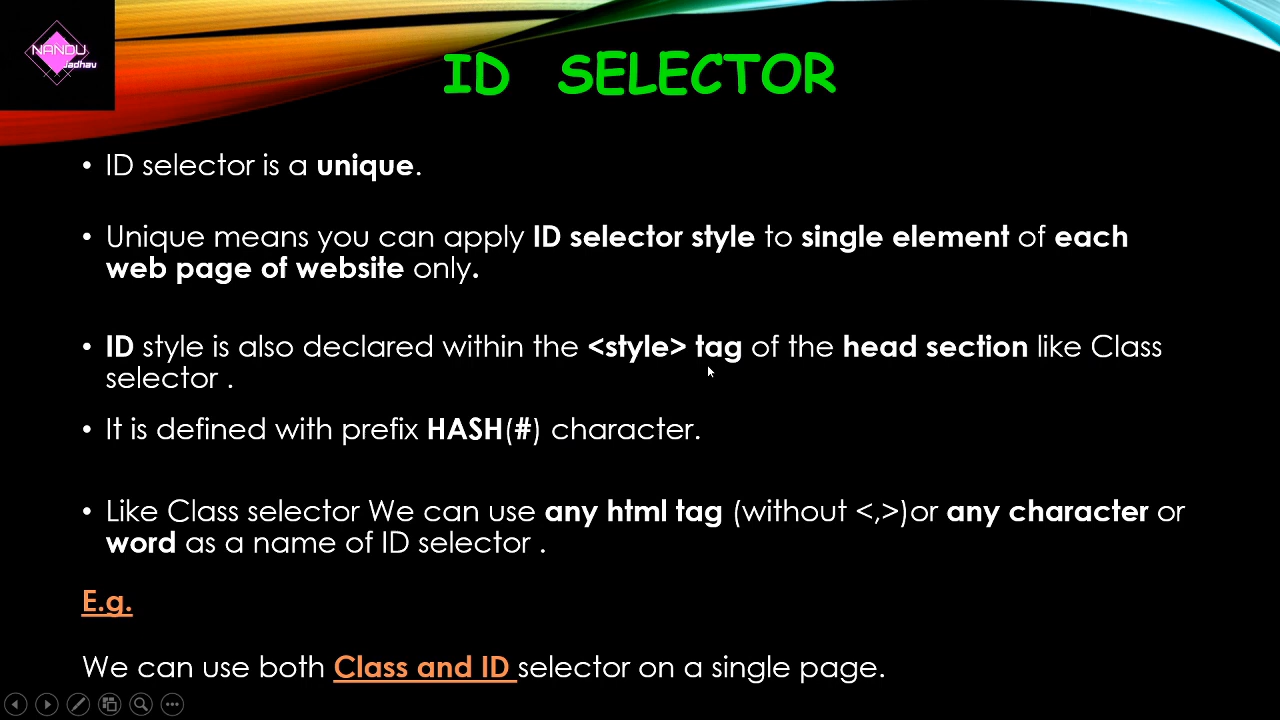 NANDU
Jadhav
ID SELECTOR
• ID selector is a unique.
• Unique means you can apply ID selector style to single element of each
web page of website only.
• ID style is also declared within the <style> tag of the head section like Class
selector .
• It is defined with prefix HASH(#) character.
• Like Class selector We can use any html tag (without <,>)or any character or
word as a name of ID selector .
E.g.
We can use both Class and ID selector on a single page.